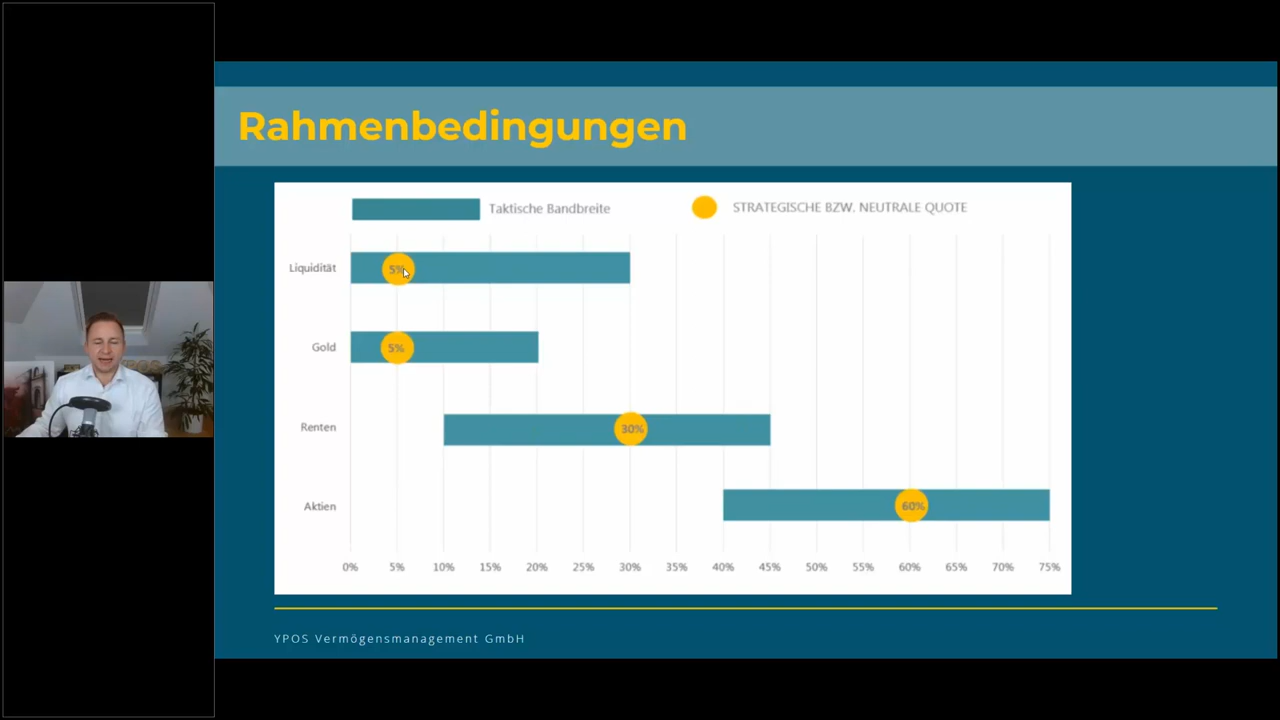 Rahmenbedingungen
Taktische Bandbreite
STRATEGISCHE BZW. NEUTRALE QUOTE
Liquidität
5%
Gold
5%
Renten
30%
Aktien
60%
0% 5% 10% 15% 20% 25% 30% 35% 40% 45% 50% 55% 60% 65% 70% 75%
YPOS Vermögensmanagement GmbH